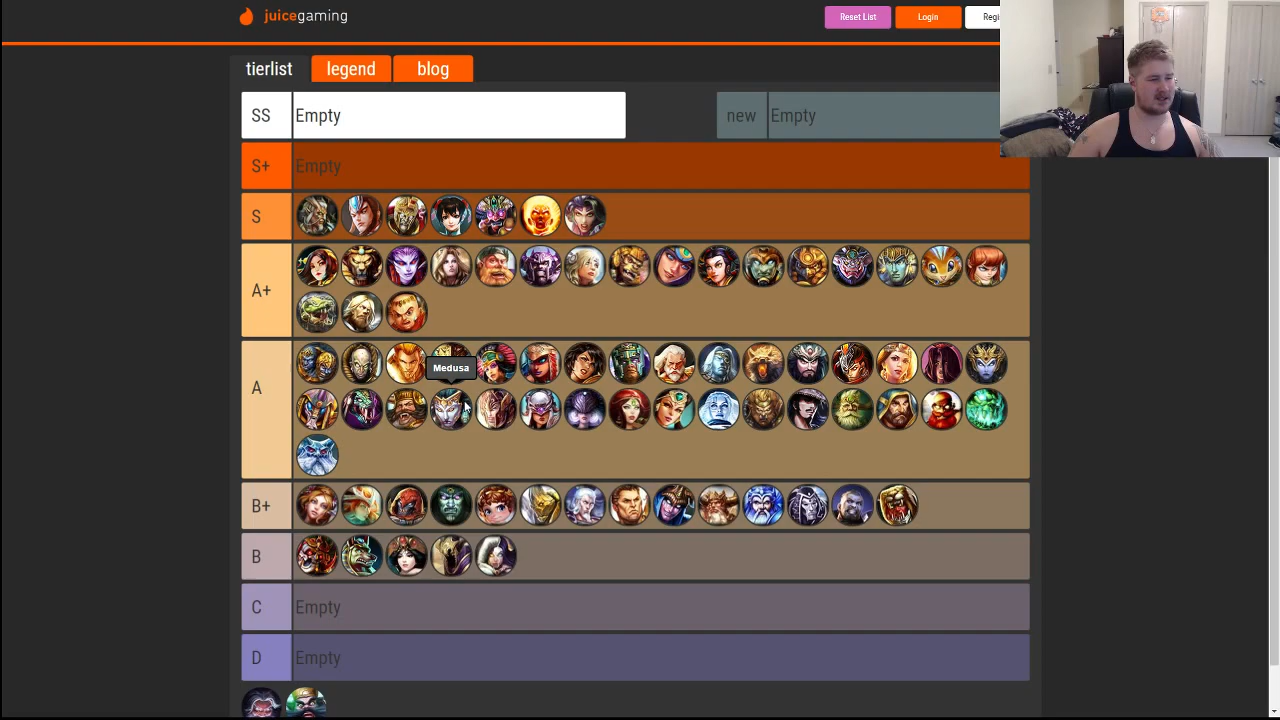 juicegaming
Reset List
Login
Regi
tierlist
legend
blog
SS
Empty
new
Empty
S+
Empty
S
A+
A
Medusa
B+
B
C
Empty
D
Empty